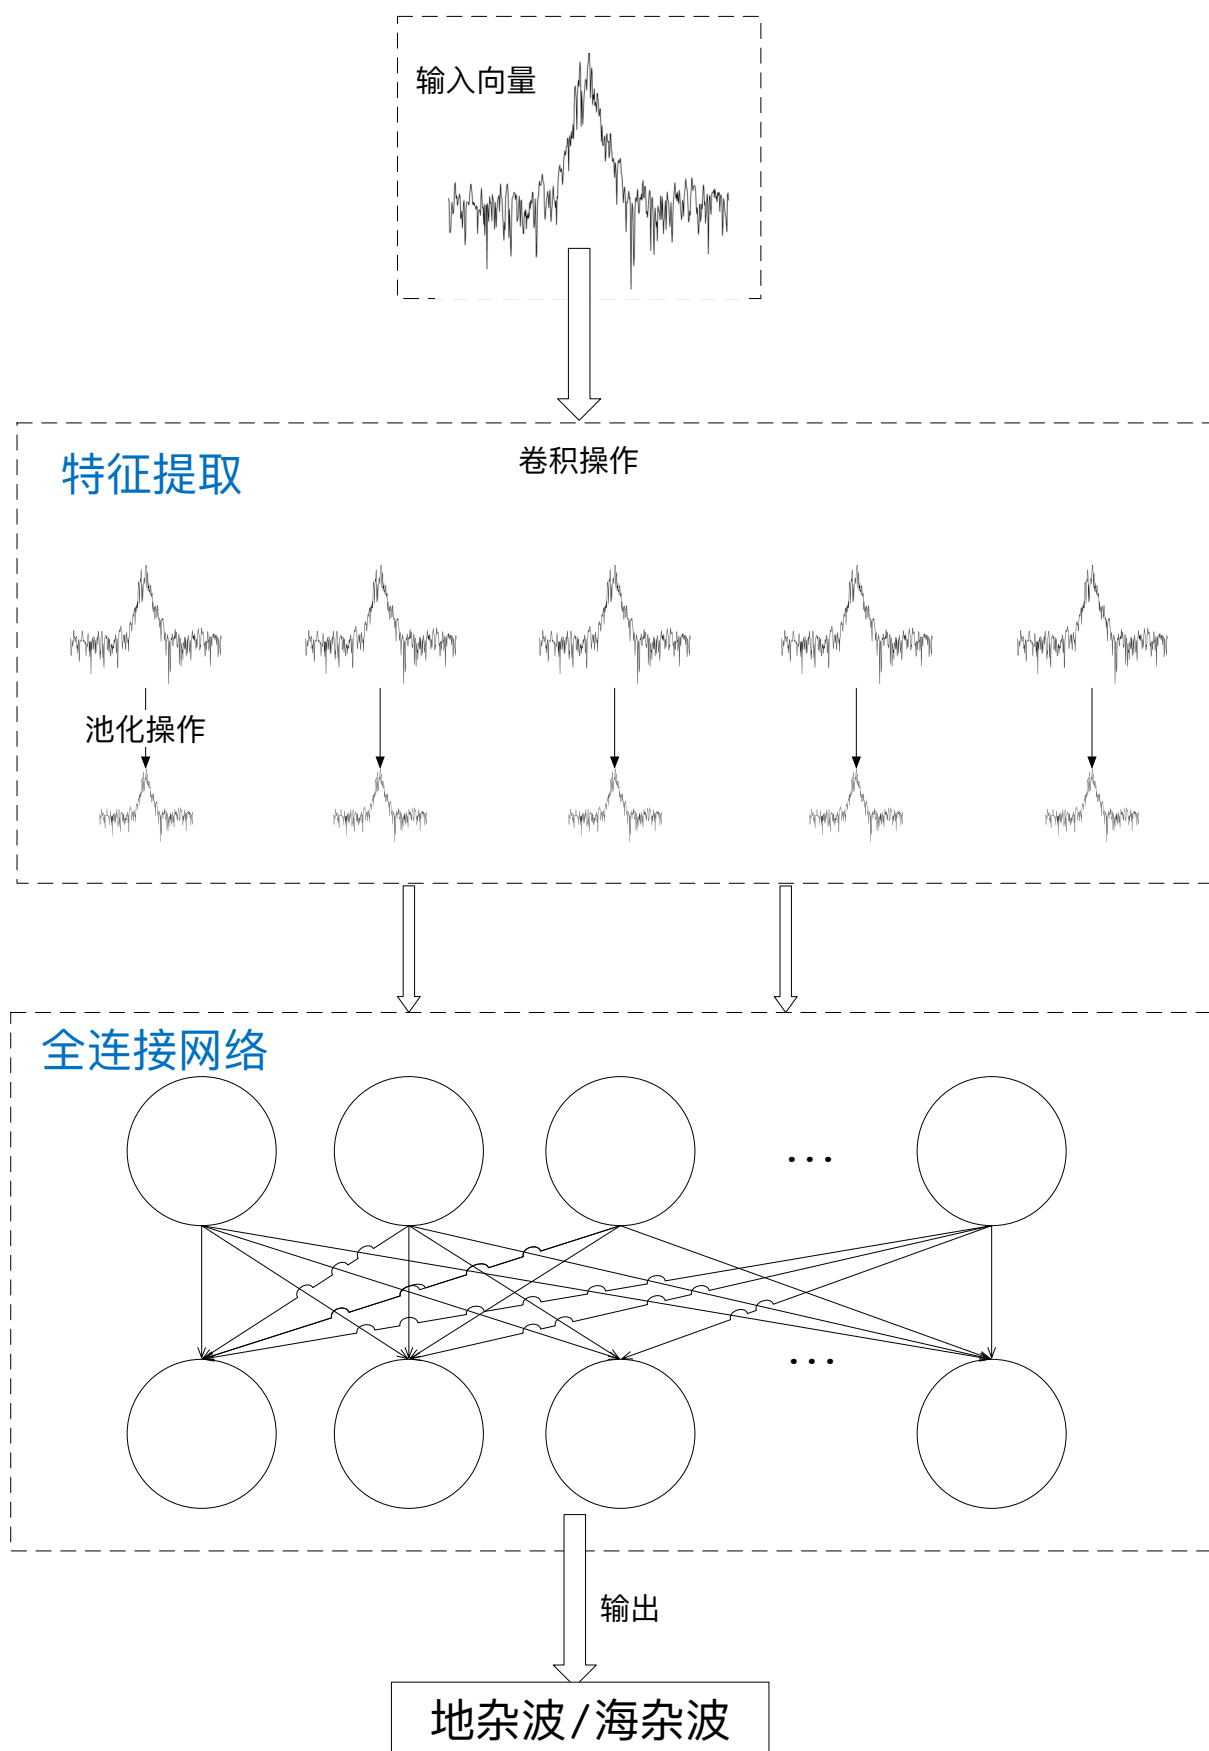 输入向量
特征提取
卷积操作
池化操作
全连接网络
...
...
输出
地杂波/海杂波